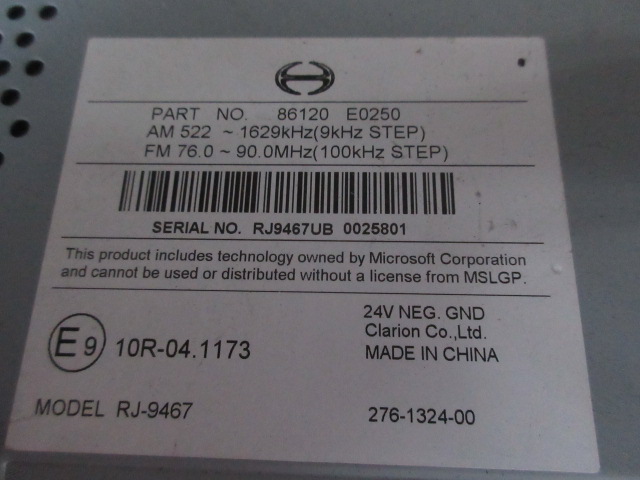 PART NO. 86120 E0250
AM 522 ~ 1629kHz(9kHz STEP)
FM 76.0 ~ 90.0MHz(100kHz STEP)
SERIAL NO. RJ9467UB 0025801
This product includes technology owned by Microsoft Corporation
and cannot be used or distributed without a license from MSLGP.
E9 10R-04.1173
24V NEG. GND
Clarion Co.,Ltd.
MADE IN CHINA
MODEL RJ-9467
276-1324-00